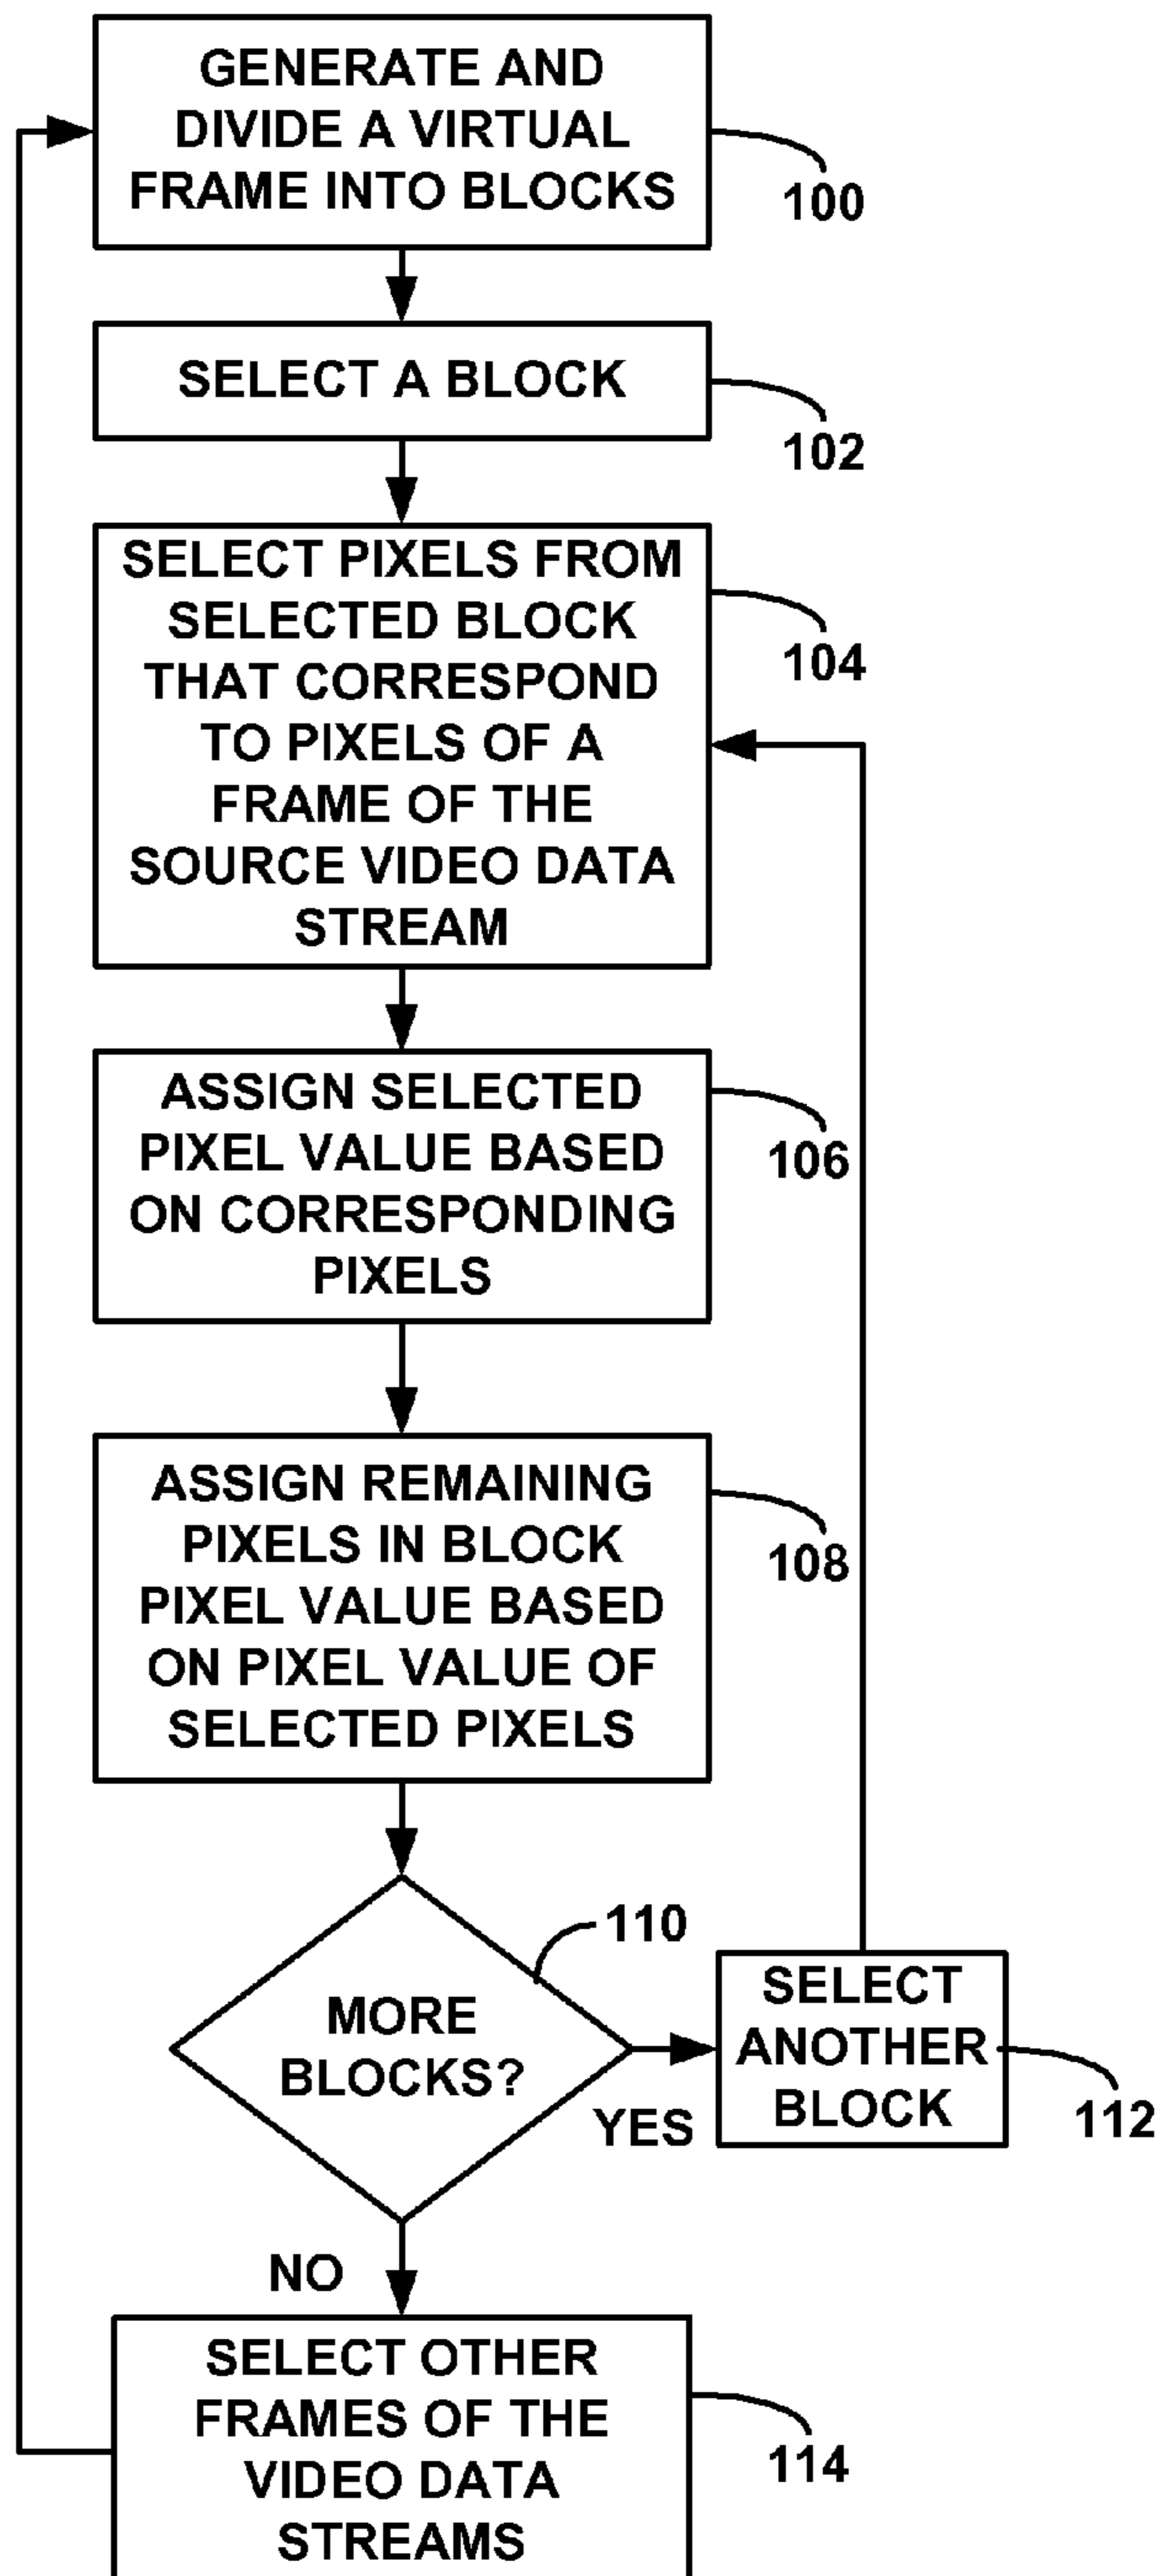 GENERATE AND
DIVIDE A VIRTUAL
FRAME INTO BLOCKS
100
SELECT A BLOCK
102
SELECT PIXELS FROM
SELECTED BLOCK
THAT CORRESPOND
TO PIXELS OF A
FRAME OF THE
SOURCE VIDEO DATA
STREAM
104
ASSIGN SELECTED
PIXEL VALUE BASED
ON CORRESPONDING
PIXELS
106
ASSIGN REMAINING
PIXELS IN BLOCK
PIXEL VALUE BASED
ON PIXEL VALUE OF
SELECTED PIXELS
108
MORE
BLOCKS?
110
YES
SELECT
ANOTHER
BLOCK
112
NO
SELECT OTHER
FRAMES OF THE
VIDEO DATA
STREAMS
114